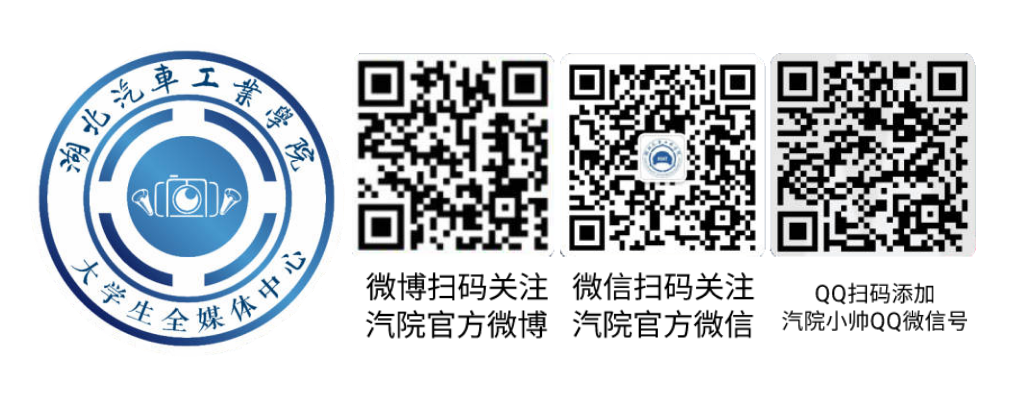 湖北汽車工業學院
大学生全媒体中心
微博扫码关注
汽院官方微博
微信扫码关注
汽院官方微信
QQ扫码添加
汽院小帅QQ微信号